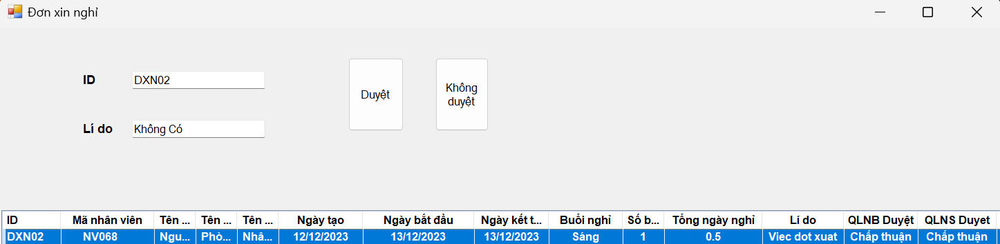 Đơn xin nghỉ
ID DXN02
Lí do Không Có
Duyệt
Không
duyệt
ID Mã nhân viên Tên ... Tên ... Tên ... Ngày tạo Ngày bắt đầu Ngày kết t... Buổi nghỉ Số b... Tổng ngày nghỉ Lí do QLNB Duyệt QLNS Duyet
DXN02 NV068 Ngu... Phò... Nhâ... 12/12/2023 13/12/2023 13/12/2023 Sáng 1 0.5 Viec dot xuat Chấp thuận Chấp thuận